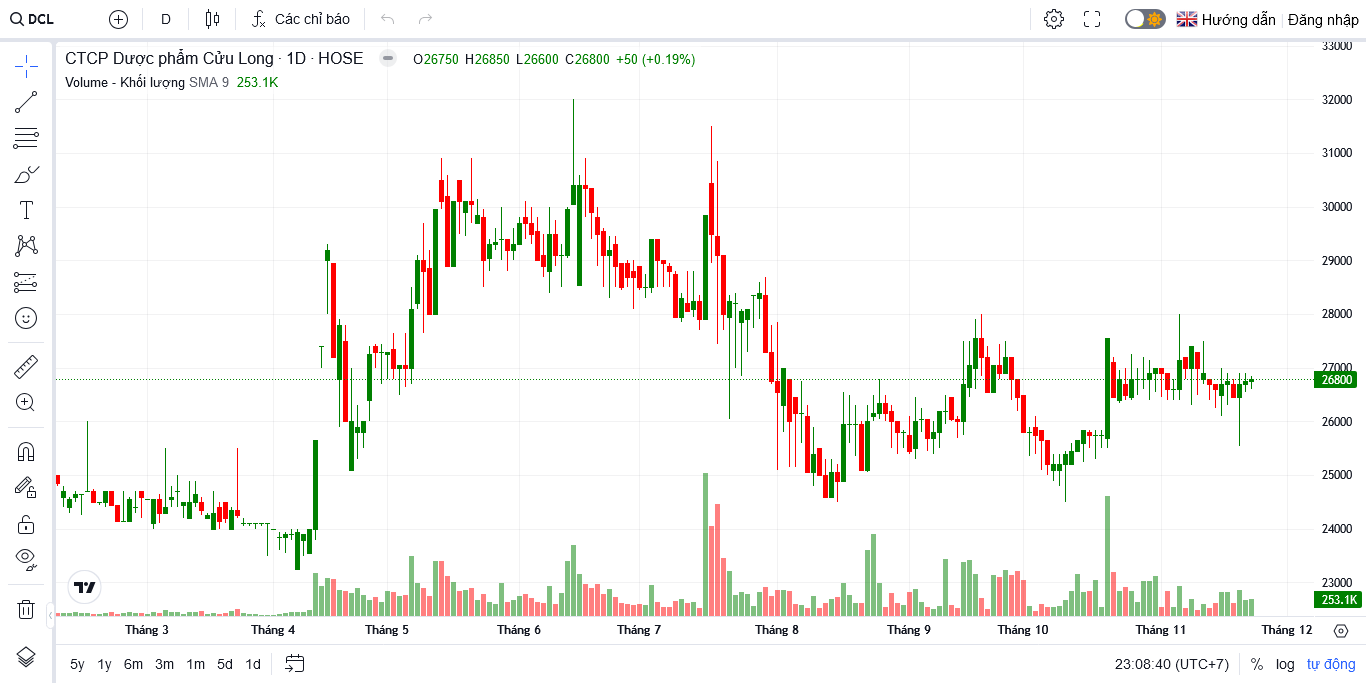 DCL D Các chỉ báo Hướng dẫn Đăng nhập
CTCP Dược phẩm Cửu Long · 1D · HOSE O26750 H26850 L26600 C26800 +50 (+0.19%)
Volume - Khối lượng SMA 9 253.1K
33000
32000
31000
30000
29000
28000
27000
26800
26000
25000
24000
23000
253.1K
Tháng 3 Tháng 4 Tháng 5 Tháng 6 Tháng 7 Tháng 8 Tháng 9 Tháng 10 Tháng 11 Tháng 12
5y 1y 6m 3m 1m 5d 1d 23:08:40 (UTC+7) % log tự động